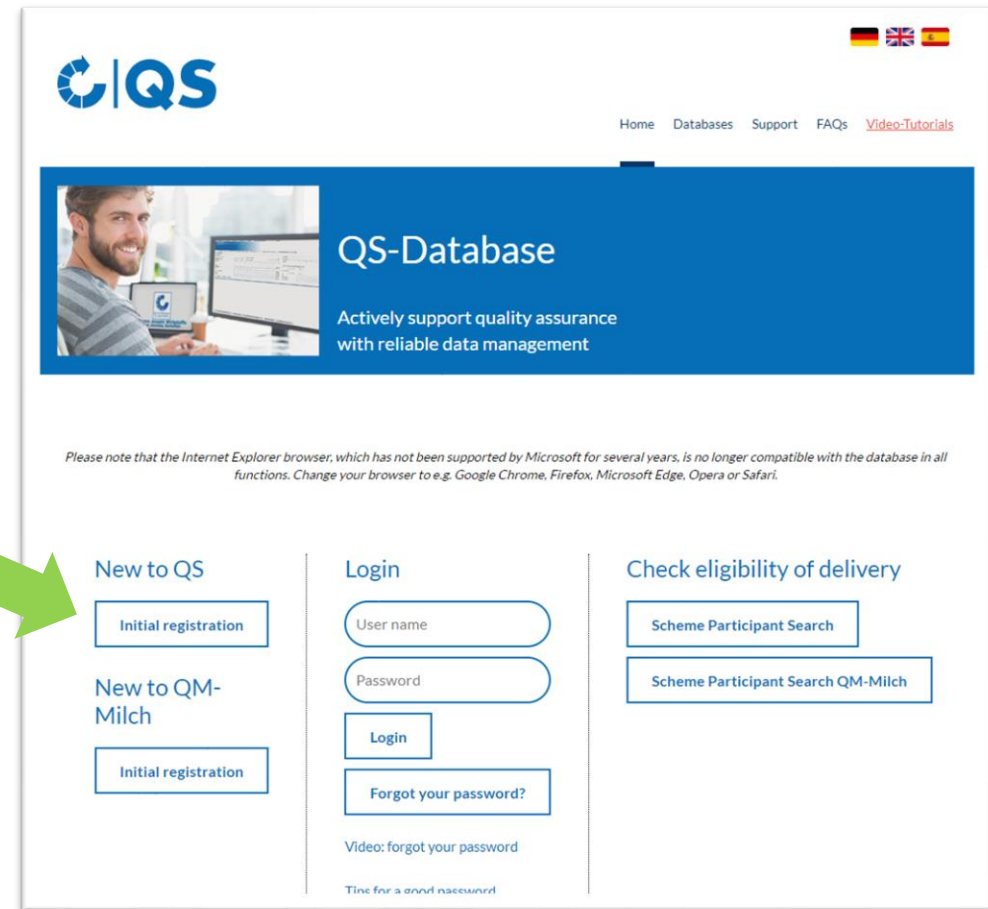 QS
Home Databases Support FAQs Video-Tutorials
QS-Database
Actively support quality assurance
with reliable data management
Please note that the Internet Explorer browser, which has not been supported by Microsoft for several years, is no longer compatible with the database in all
functions. Change your browser to e.g. Google Chrome, Firefox, Microsoft Edge, Opera or Safari.
New to QS
Initial registration
New to QM-
Milch
Initial registration
Login
User name
Password
Login
Forgot your password?
Video: forgot your password
Tips for a good password
Check eligibility of delivery
Scheme Participant Search
Scheme Participant Search QM-Milch